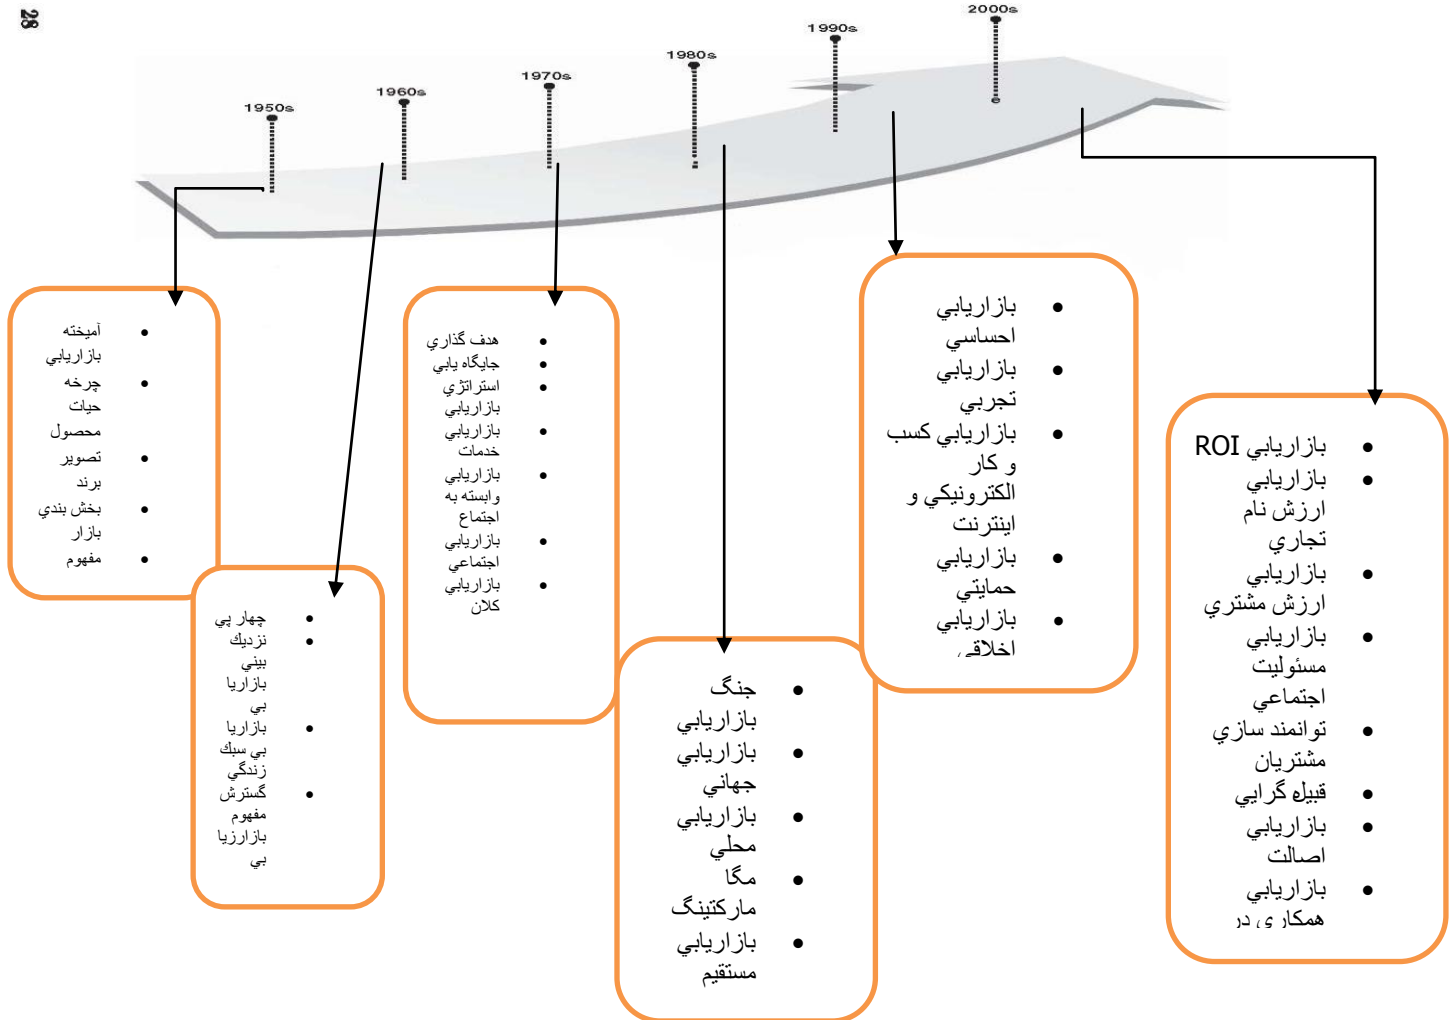 28
1950s
1960s
1970s
1980s
1990s
2000s
• آميخته
بازاريابي
• چرخه
حيات
محصول
• تصوير
برند
• بخش بندي
بازار
• مفهوم
• چهار پي
• نزديك
بيني
بازاريا
بي
• بازاريا
بي سبك
زندگي
• گسترش
مفهوم
بازارزيا
بي
• هدف گذاري
• جايگاه يابي
• استراتژي
بازاريابي
• بازاريابي
خدمات
• بازاريابي
وابسته به
اجتماع
• بازاريابي
اجتماعي
• بازاريابي
كلان
• جنگ
بازاريابي
• بازاريابي
جهاني
• بازاريابي
محلي
• مگا
ماركتينگ
• بازاريابي
مستقيم
• بازاريابي
احساسي
• بازاريابي
تجربي
• بازاريابي كسب
و كار
الكترونيكي و
اينترنت
• بازاريابي
حمايتي
• بازاريابي
اخلاقي
• بازاريابي ROI
• بازاريابي
ارزش نام
تجاري
• بازاريابي
ارزش مشتري
• بازاريابي
مسئوليت
اجتماعي
• توانمند سازي
مشتريان
• قبيله گرايي
• بازاريابي
اصالت
• بازاريابي
همكاري در